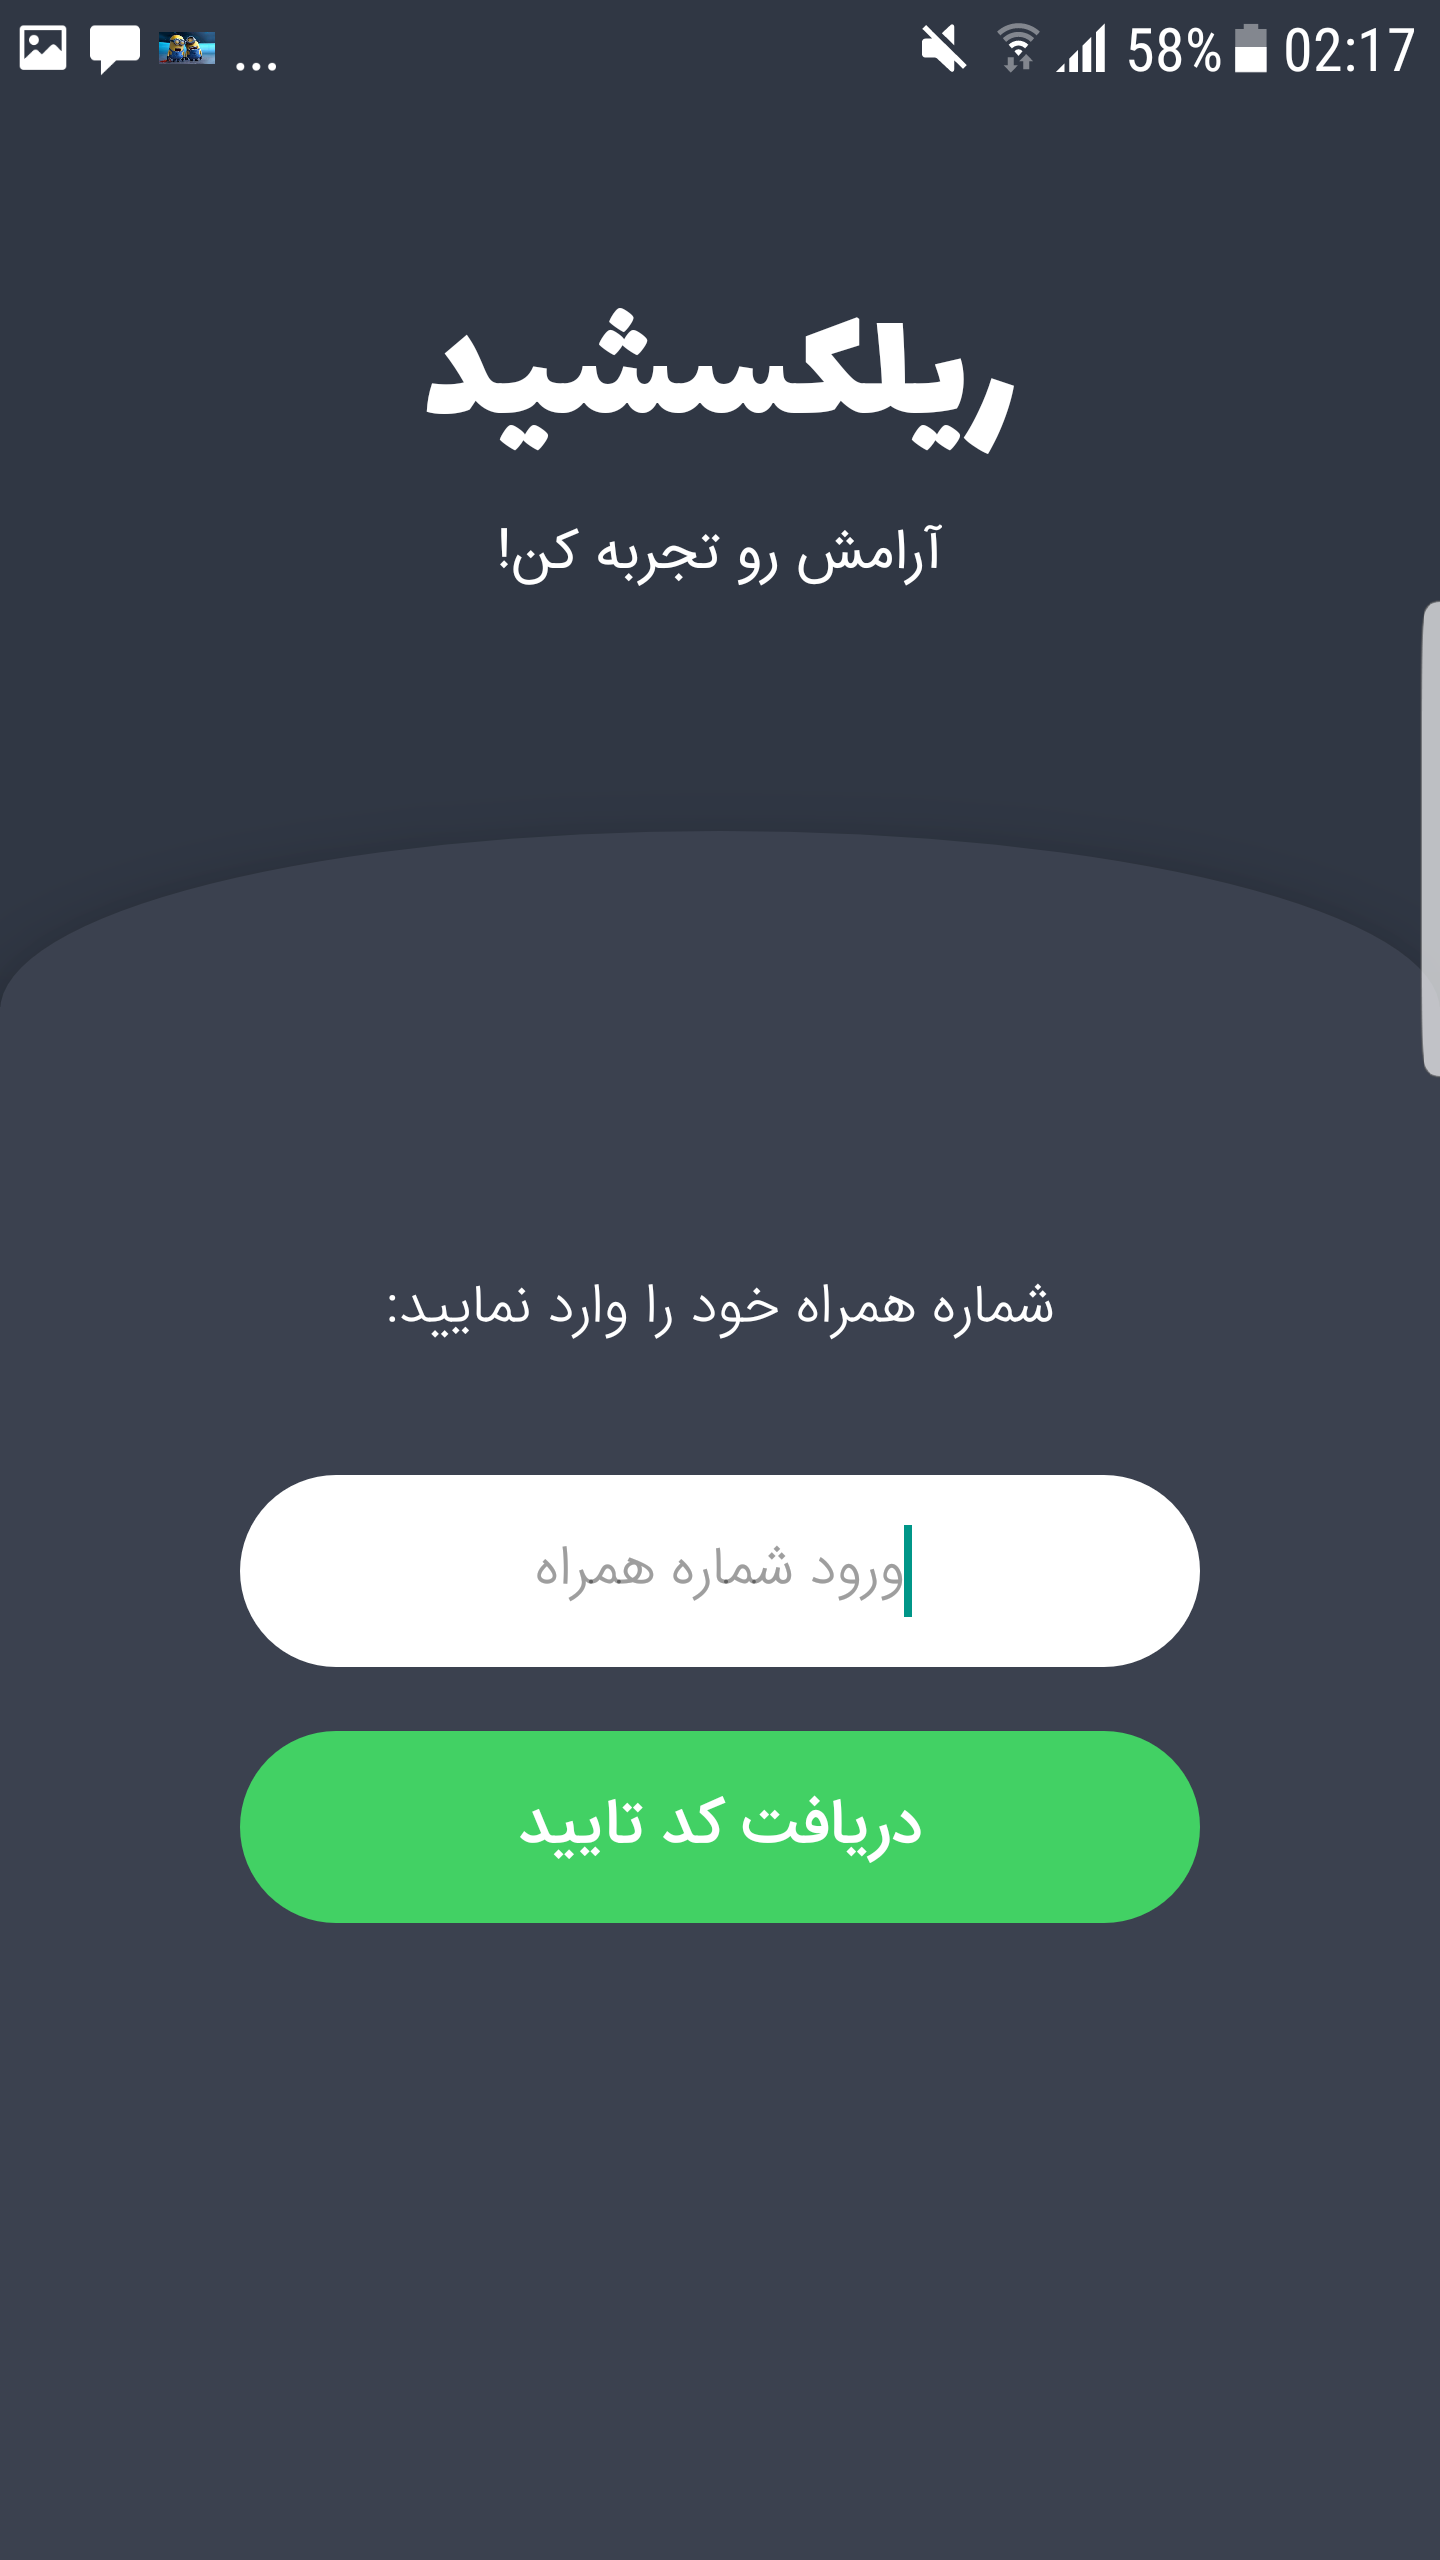 ... 58% 02:17
ریلکسشید
آرامش رو تجربه کن!
شماره همراه خود را وارد نمایید:
ورود شماره همراه
دریافت کد تایید